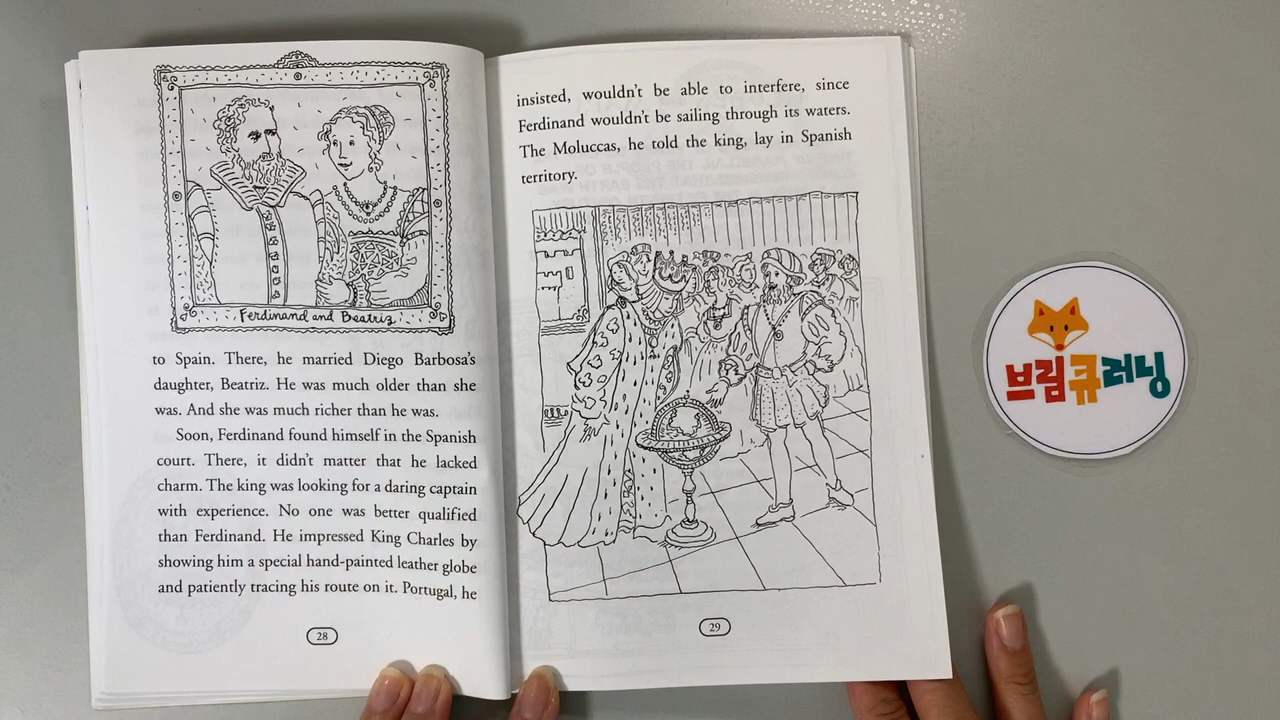 Ferdinand and Beatriz
to Spain. There, he married Diego Barbosa's
daughter, Beatriz. He was much older than she
was. And she was much richer than he was.
Soon, Ferdinand found himself in the Spanish
court. There, it didn't matter that he lacked
charm. The king was looking for a daring captain
with experience. No one was better qualified
than Ferdinand. He impressed King Charles by
showing him a special hand-painted leather globe
and patiently tracing his route on it. Portugal, he
28
insisted, wouldn't be able to interfere, since
Ferdinand wouldn't be sailing through its waters.
The Moluccas, he told the king, lay in Spanish
territory.
29
브림큐러닝